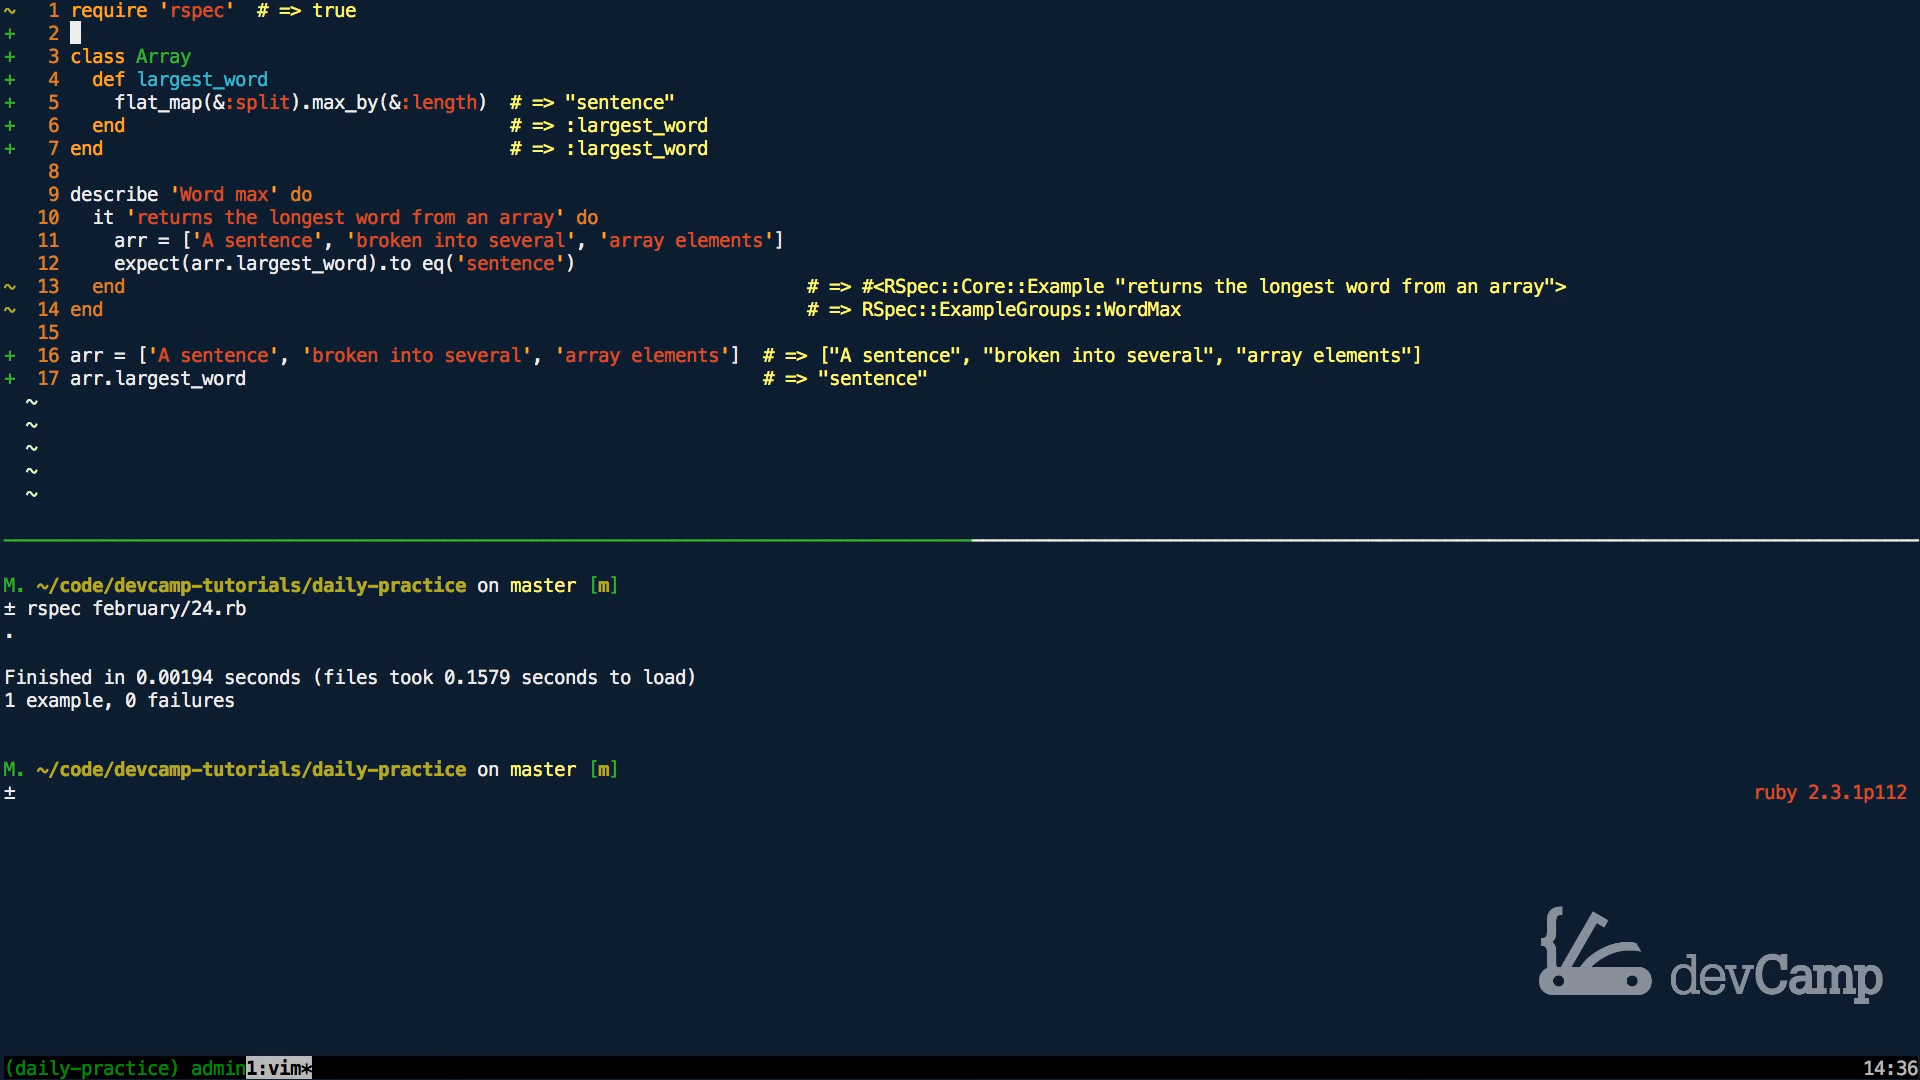 ~   1 require 'rspec'  # => true
+   2
+   3 class Array
+   4   def largest_word
+   5     flat_map(&:split).max_by(&:length)  # => "sentence"
+   6   end                                   # => :largest_word
+   7 end                                     # => :largest_word
    8
    9 describe 'Word max' do
   10   it 'returns the longest word from an array' do
   11     arr = ['A sentence', 'broken into several', 'array elements']
   12     expect(arr.largest_word).to eq('sentence')
~  13   end                                                              # => #<RSpec::Core::Example "returns the longest word from an array">
~  14 end                                                                # => RSpec::ExampleGroups::WordMax
   15
+  16 arr = ['A sentence', 'broken into several', 'array elements']  # => ["A sentence", "broken into several", "array elements"]
+  17 arr.largest_word                                               # => "sentence"
~
~
~
~
~
M. ~/code/devcamp-tutorials/daily-practice on master [m]
± rspec february/24.rb
.
Finished in 0.00194 seconds (files took 0.1579 seconds to load)
1 example, 0 failures
M. ~/code/devcamp-tutorials/daily-practice on master [m]
± ruby 2.3.1p112
devCamp
(daily-practice) admin1:vim* 14:36